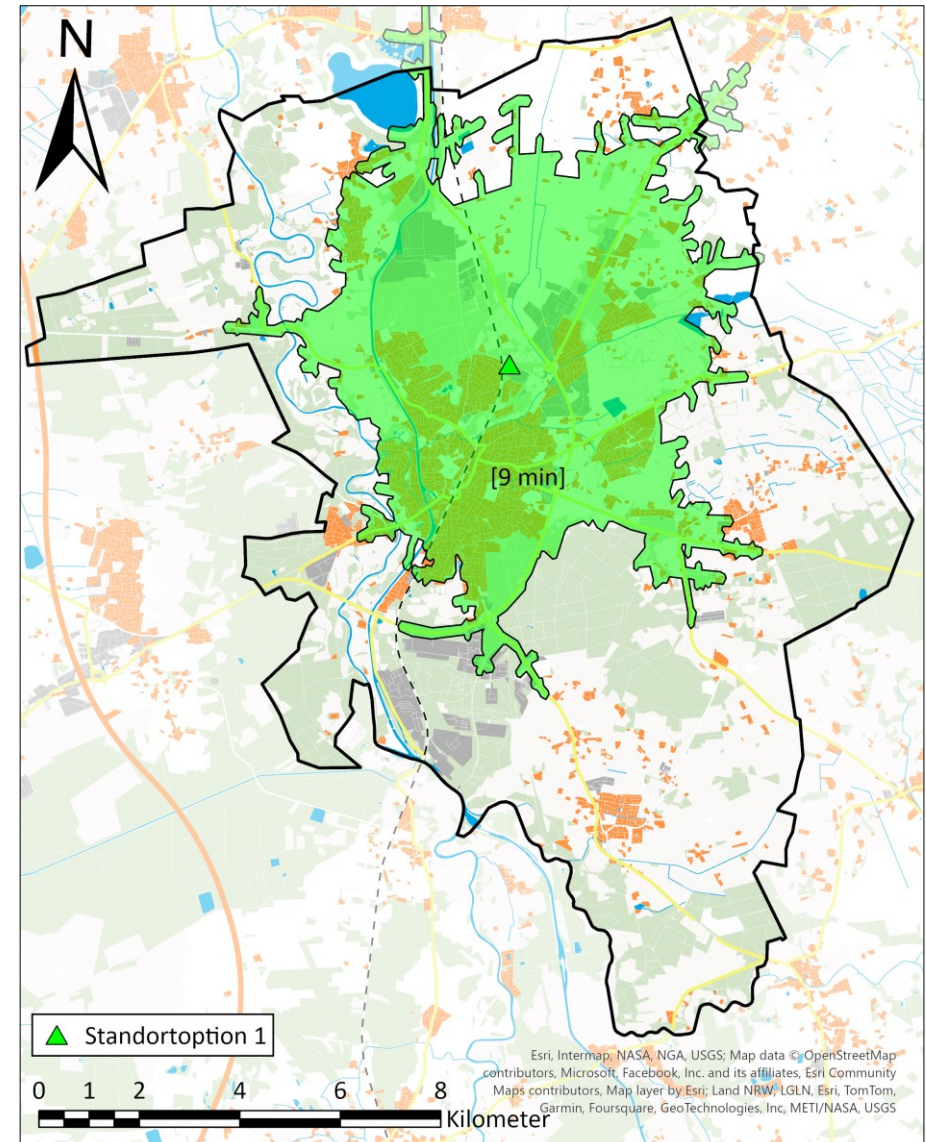 N
[9 min]
Standortoption 1
0 1 2 4 6 8
Kilometer
Esri, Intermap, NASA, NGA, USGS; Map data © OpenStreetMap
contributors, Microsoft, Facebook, Inc. and its affiliates, Esri Community
Maps contributors, Map layer by Esri; Land NRW, LGLN, Esri, TomTom,
Garmin, Foursquare, GeoTechnologies, Inc, METI/NASA, USGS